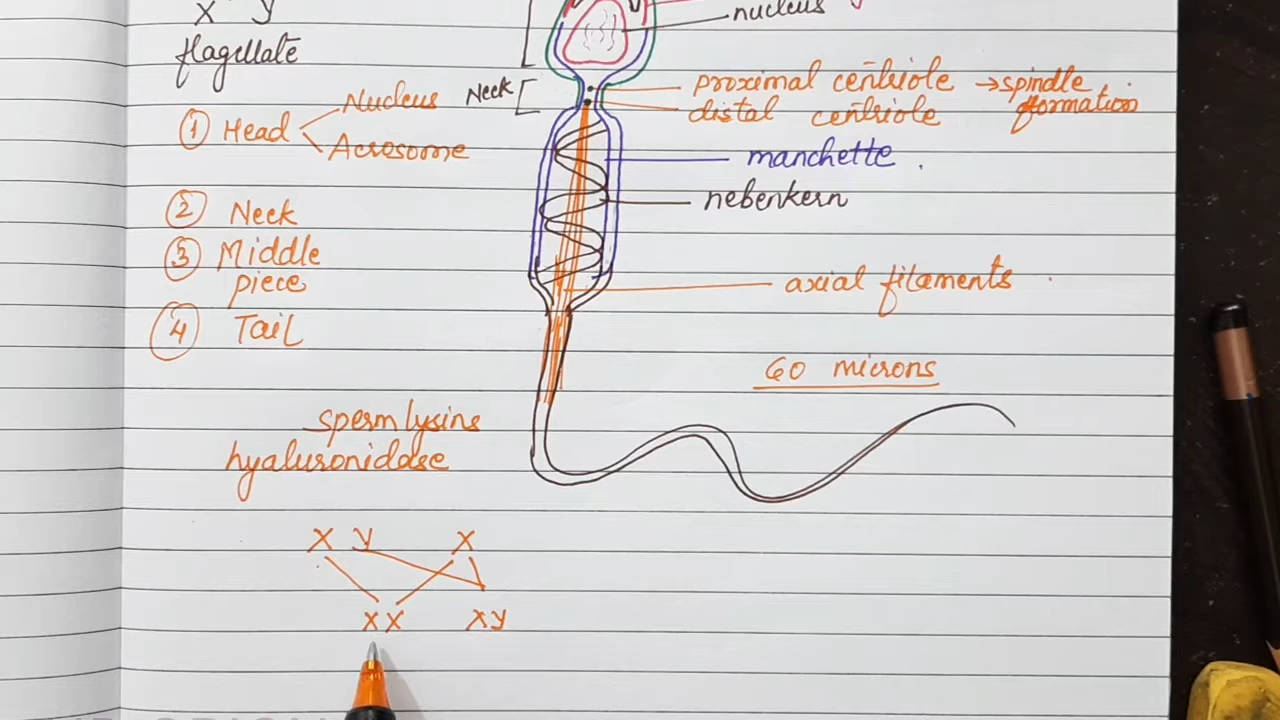 X Y
flagellate
① Head
Nucleus
Acrosome
② Neck
③ Middle
piece
④ Tail
nucleus
Neck
proximal centriole → spindle
formation
distal centriole
manchette
nebenkern
axial filaments
60 microns
sperm lysins
hyaluronidase
X Y X
XX XY